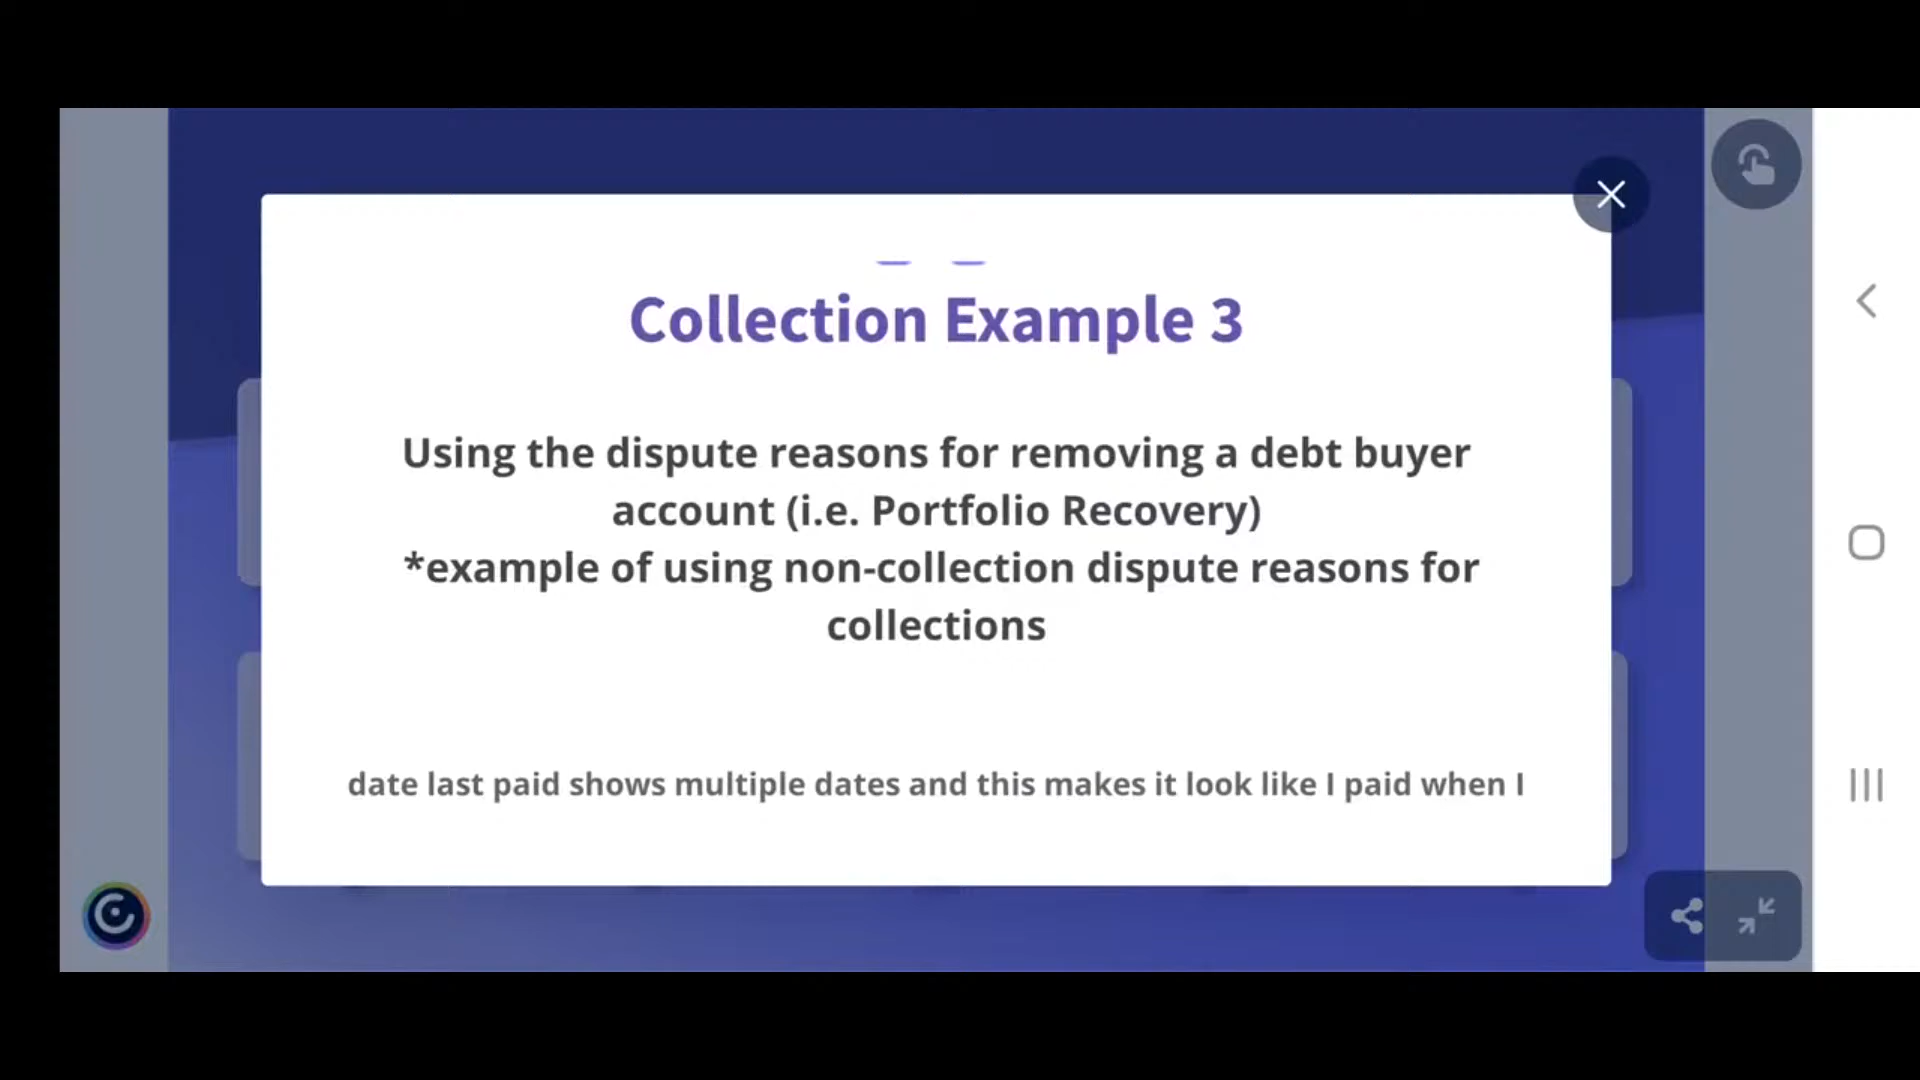 Collection Example 3
Using the dispute reasons for removing a debt buyer
account (i.e. Portfolio Recovery)
*example of using non-collection dispute reasons for
collections
date last paid shows multiple dates and this makes it look like I paid when I